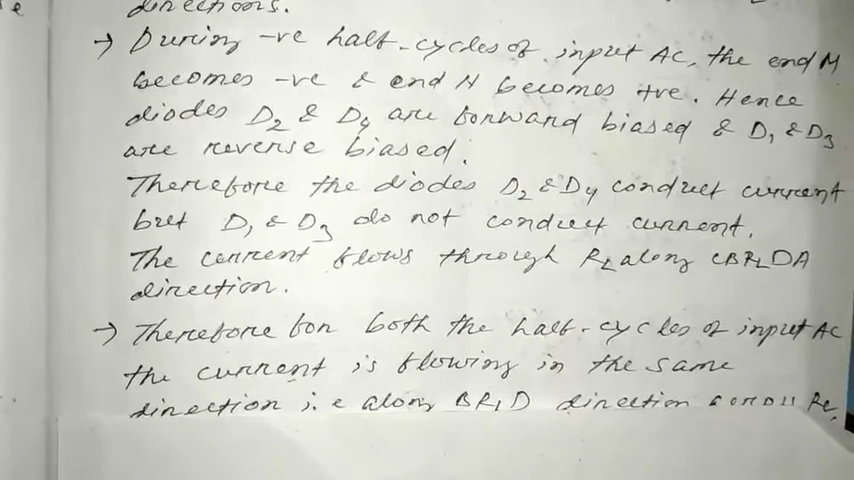 directions.
→ During -ve half-cycles of input AC, the end M
becomes -ve & end N becomes +ve. Hence
diodes D2 & D4 are forward biased & D1 & D3
are reverse biased.
Therefore the diodes D2 & D4 conduct current
but D1 & D3 do not conduct current.
The current flows through RL along CBRLDA
direction.
→ Therefore for both the half-cycles of input AC
the current is flowing in the same
direction i.e along BRLD direction across RL.